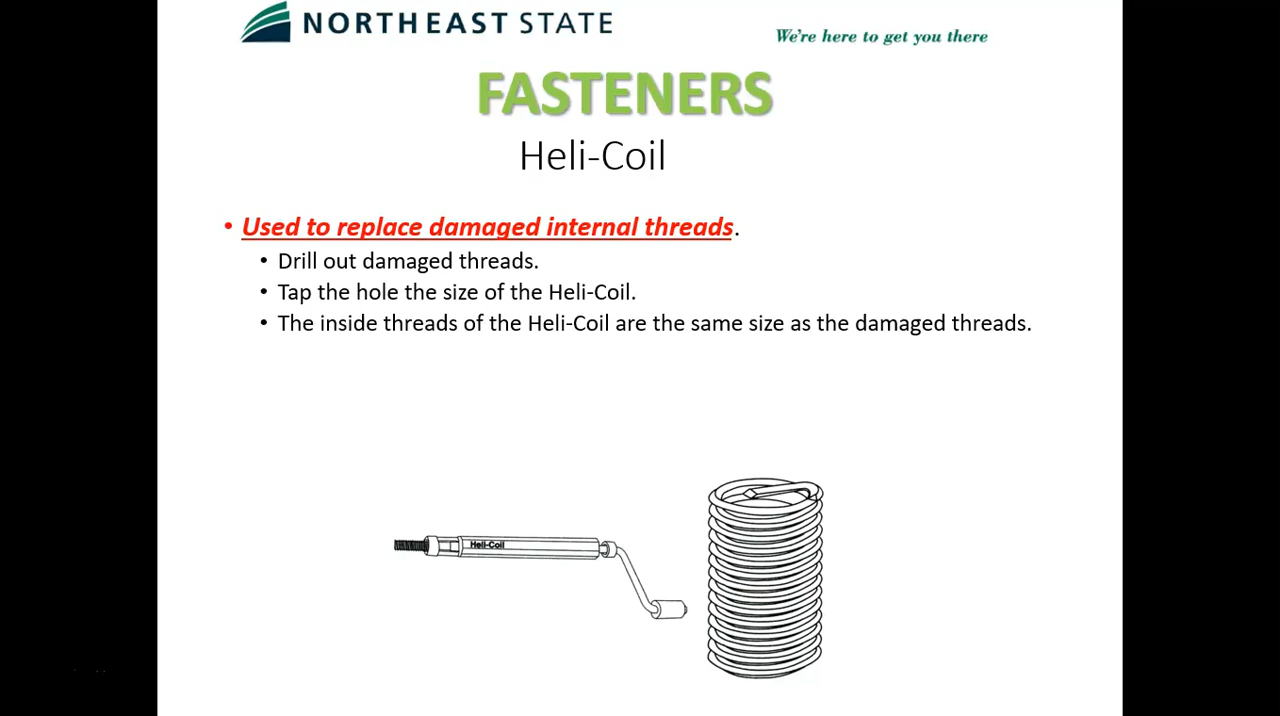 NORTHEAST STATE
We're here to get you there
FASTENERS
Heli-Coil
• Used to replace damaged internal threads.
• Drill out damaged threads.
• Tap the hole the size of the Heli-Coil.
• The inside threads of the Heli-Coil are the same size as the damaged threads.
Heli-Coil